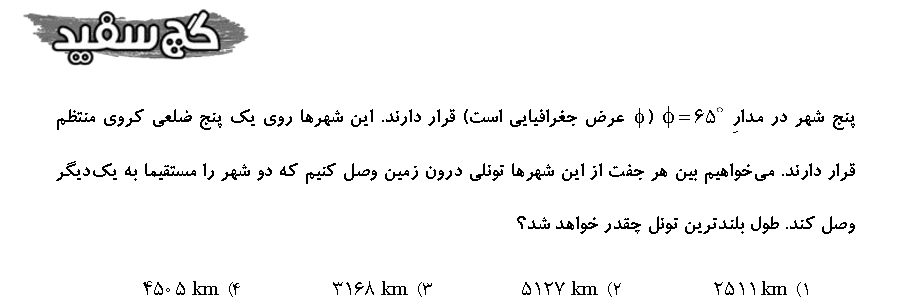 گچ سفید
پنج شهر در مدارِ φ = ۶۵° (φ عرض جغرافیایی است) قرار دارند. این شهرها روی یک پنج ضلعی کروی منتظم
قرار دارند. می‌خواهیم بین هر جفت از این شهرها تونلی درون زمین وصل کنیم که دو شهر را مستقیما به یک‌دیگر
وصل کند. طول بلندترین تونل چقدر خواهد شد؟
۱) ۲۵۱۱ km ۲) ۵۱۲۷ km ۳) ۳۱۶۸ km ۴) ۴۵۰۵ km